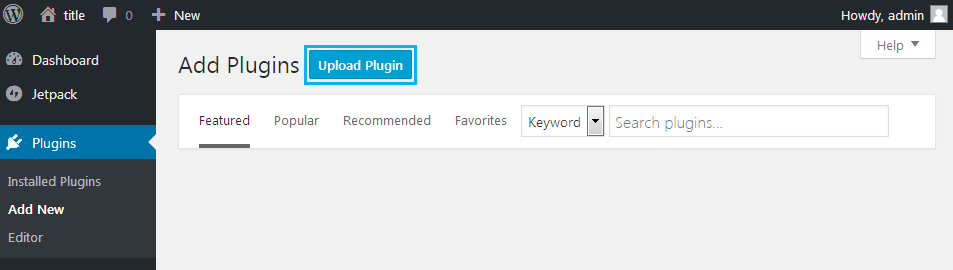 title 0 New Howdy, admin
Help
Dashboard
Add Plugins Upload Plugin
Jetpack
Featured Popular Recommended Favorites Keyword Search plugins...
Plugins
Installed Plugins
Add New
Editor